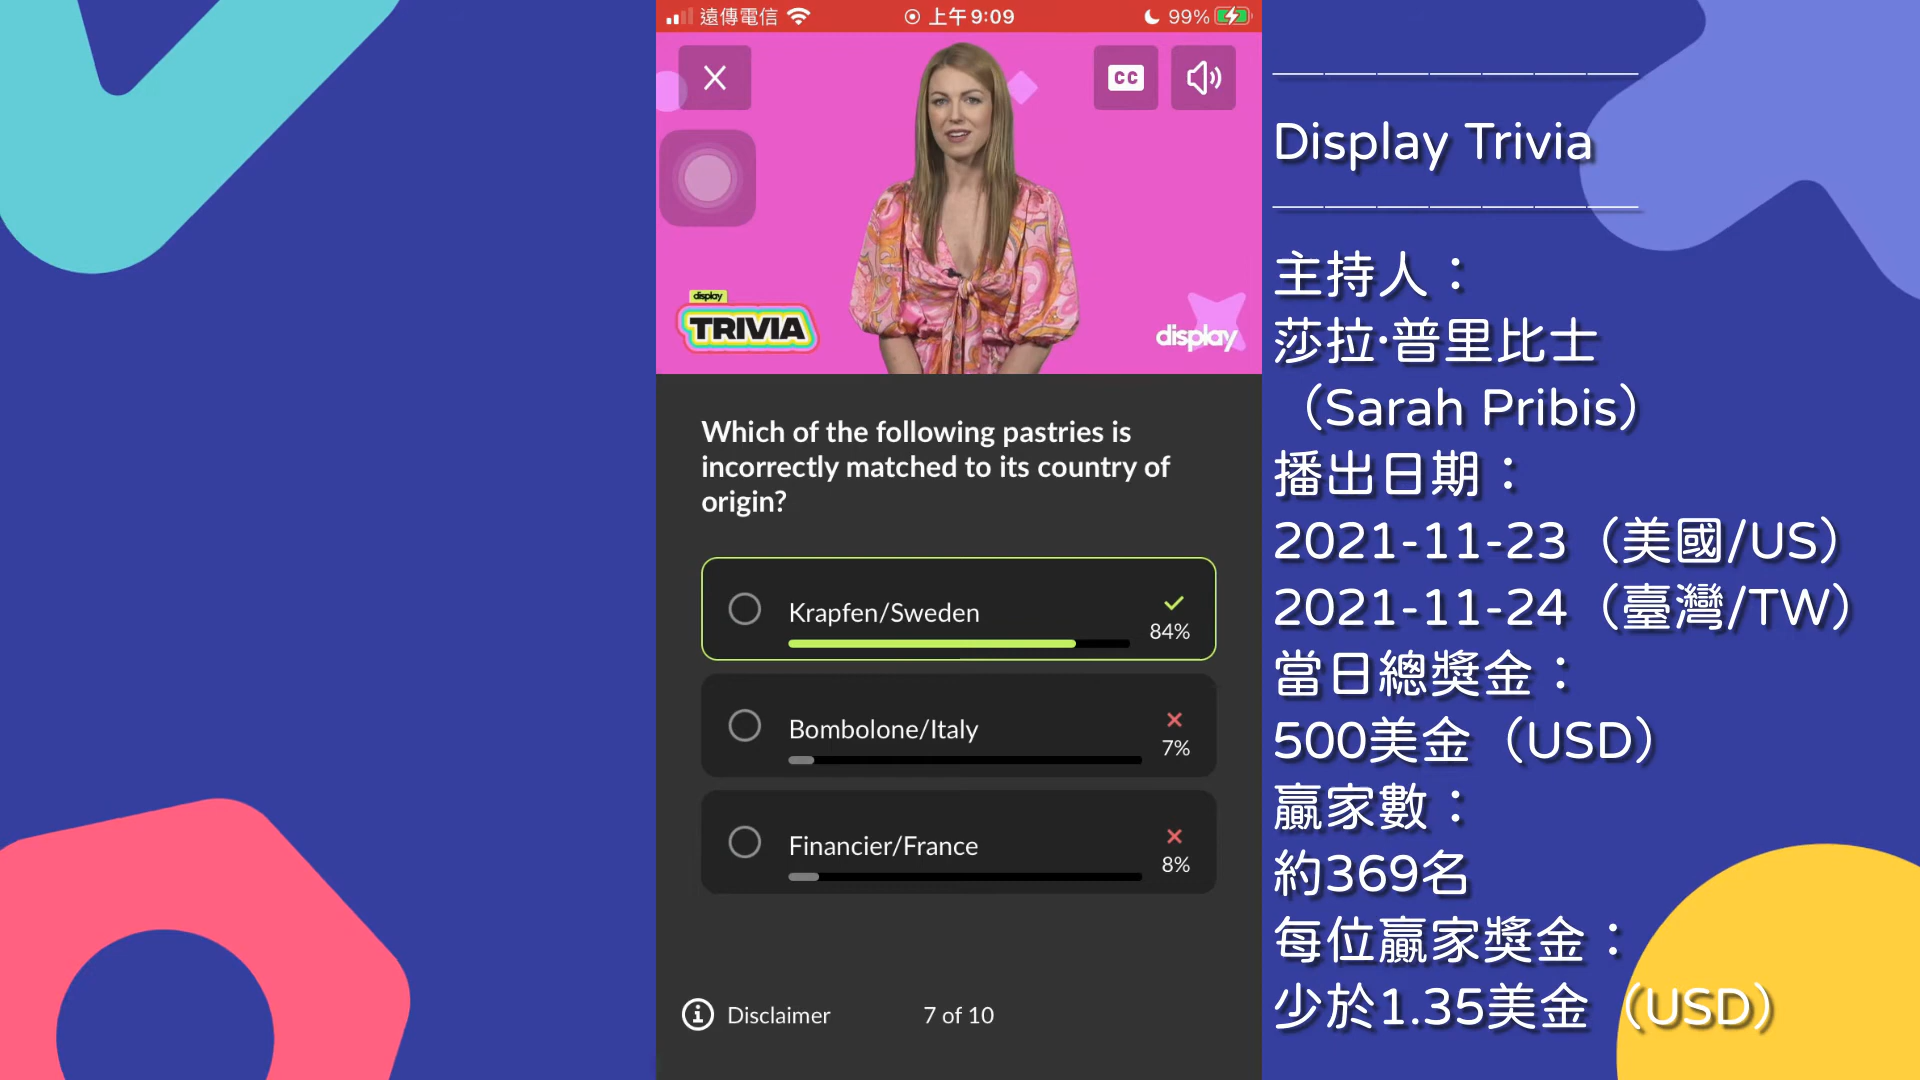 遠傳電信
上午9:09
99%
CC
display
TRIVIA
display
Which of the following pastries is
incorrectly matched to its country of
origin?
Krapfen/Sweden
84%
Bombolone/Italy
7%
Financier/France
8%
Disclaimer
7 of 10
Display Trivia
主持人：
莎拉·普里比士
（Sarah Pribis）
播出日期：
2021-11-23（美國/US）
2021-11-24（臺灣/TW）
當日總獎金：
500美金（USD）
贏家數：
約369名
每位贏家獎金：
少於1.35美金（USD）